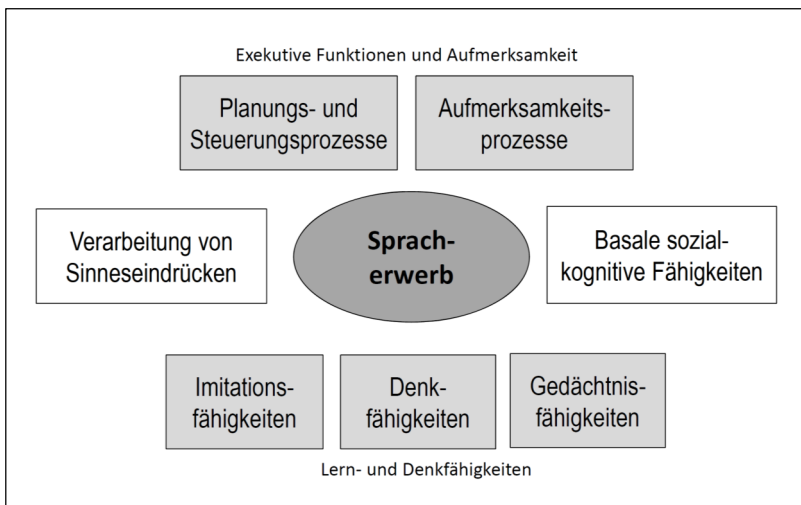 Exekutive Funktionen und Aufmerksamkeit
Planungs- und
Steuerungsprozesse
Aufmerksamkeits-
prozesse
Verarbeitung von
Sinneseindrücken
Sprach-
erwerb
Basale sozial-
kognitive Fähigkeiten
Imitations-
fähigkeiten
Denk-
fähigkeiten
Gedächtnis-
fähigkeiten
Lern- und Denkfähigkeiten